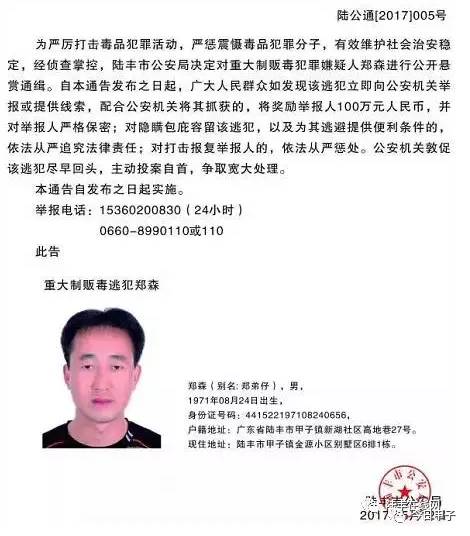 陆公通[2017]005号
为严厉打击毒品犯罪活动，严惩震慑毒品犯罪分子，有效维护社会治安稳
定，经侦查掌控，陆丰市公安局决定对重大制贩毒犯罪嫌疑人郑森进行公开悬
赏通缉。自本通告发布之日起，广大人民群众如发现该逃犯立即向公安机关举
报或提供线索，配合公安机关将其抓获的，将奖励举报人100万元人民币，并
对举报人严格保密；对隐瞒包庇容留该逃犯，以及为其逃避提供便利条件的，
依法从严追究法律责任；对打击报复举报人的，依法从严惩处。公安机关敦促
该逃犯尽早回头，主动投案自首，争取宽大处理。
本通告自发布之日起实施。
举报电话：15360200830（24小时）
0660-8990110或110
此告
重大制贩毒逃犯郑森
郑森（别名：郑弟仔），男，
1971年08月24日出生，
身份证号码：441522197108240656，
户籍地址：广东省陆丰市甲子镇新湖社区高地巷27号。
现住地址：陆丰市甲子镇金源小区别墅区6排1栋。
陆丰市公安局
2017
今日甲子